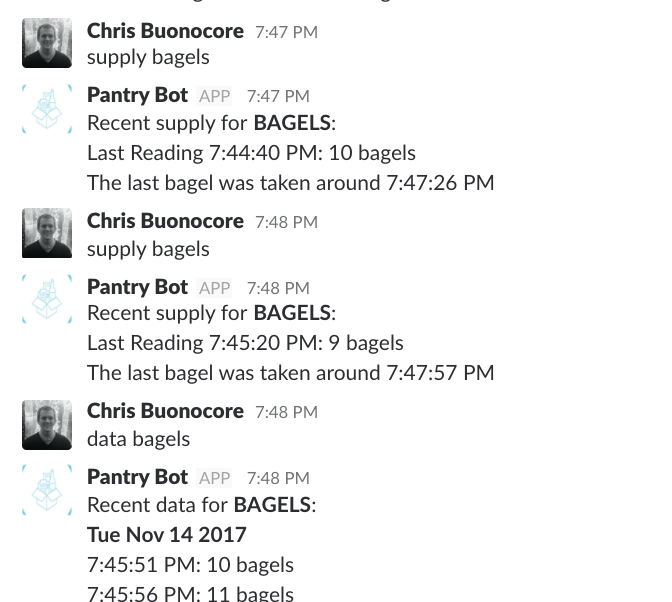 Chris Buonocore 7:47 PM
supply bagels
Pantry Bot APP 7:47 PM
Recent supply for BAGELS:
Last Reading 7:44:40 PM: 10 bagels
The last bagel was taken around 7:47:26 PM
Chris Buonocore 7:48 PM
supply bagels
Pantry Bot APP 7:48 PM
Recent supply for BAGELS:
Last Reading 7:45:20 PM: 9 bagels
The last bagel was taken around 7:47:57 PM
Chris Buonocore 7:48 PM
data bagels
Pantry Bot APP 7:48 PM
Recent data for BAGELS:
Tue Nov 14 2017
7:45:51 PM: 10 bagels
7:45:56 PM: 11 bagels